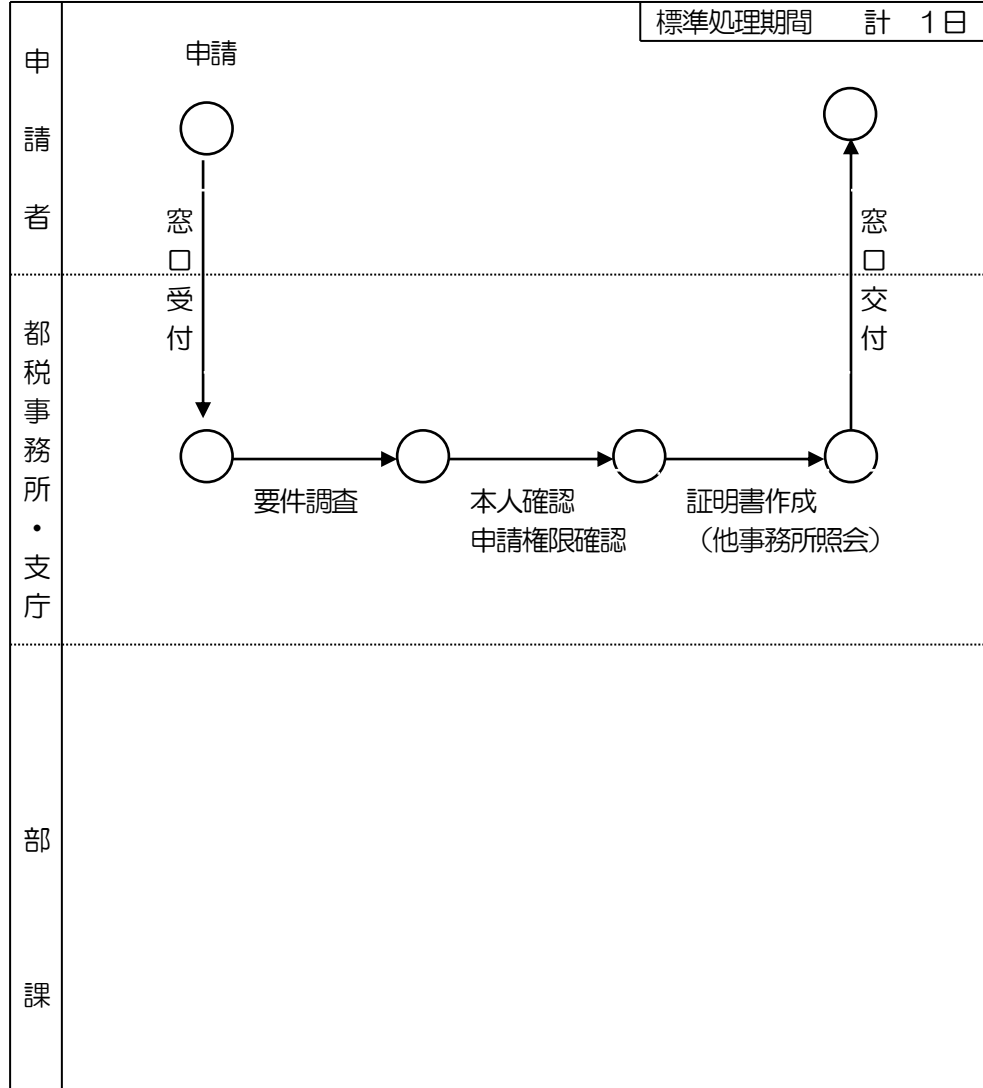 標準処理期間 計 1日
申請者
申請
窓口受付
窓口交付
都税事務所・支庁
要件調査
本人確認
申請権限確認
証明書作成
(他事務所照会)
部課